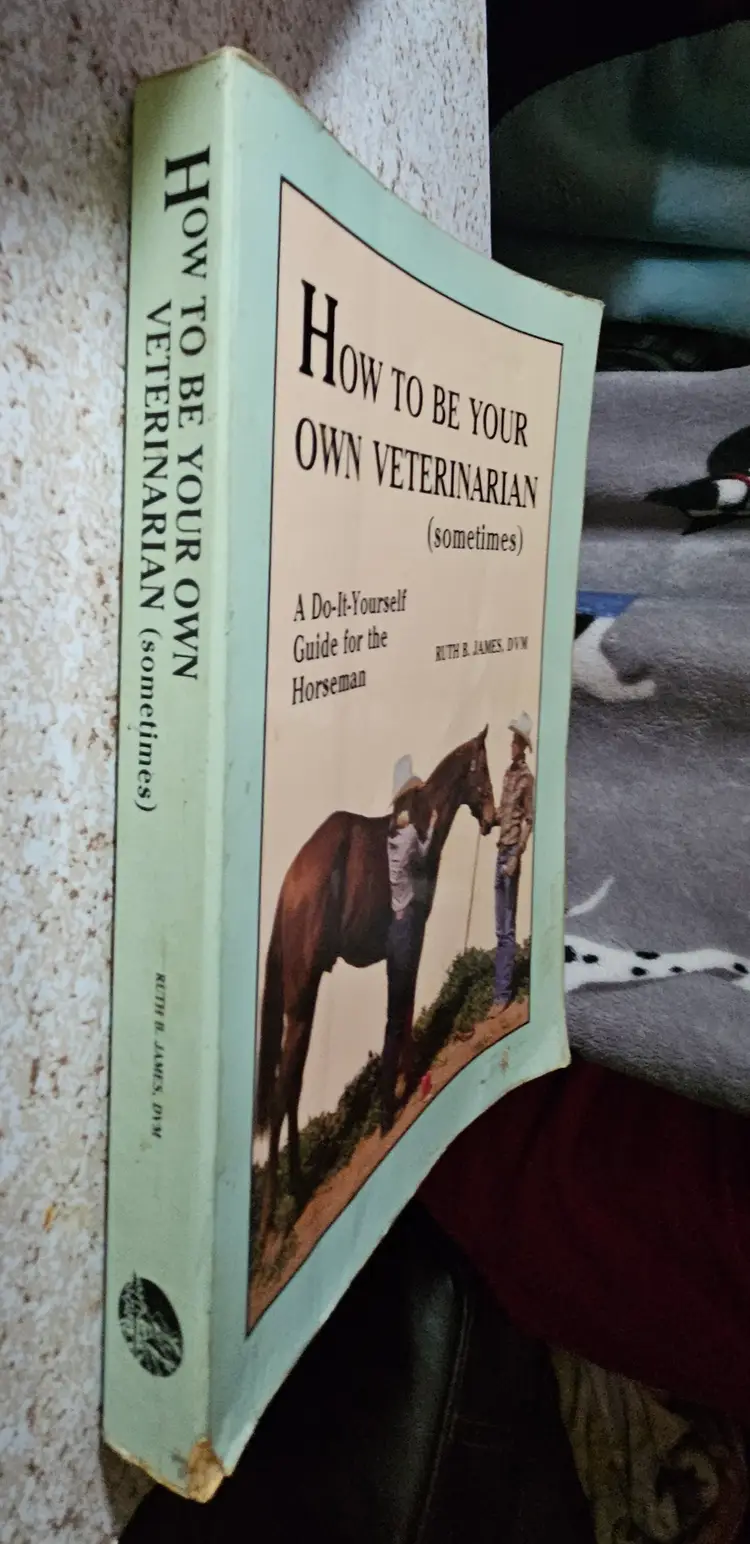 HOW TO BE YOUR OWN
VETERINARIAN (sometimes)
RUTH B. JAMES, DVM
HOW TO BE YOUR
OWN VETERINARIAN
(sometimes)
A Do-It-Yourself
Guide for the
Horseman
RUTH B. JAMES, DVM